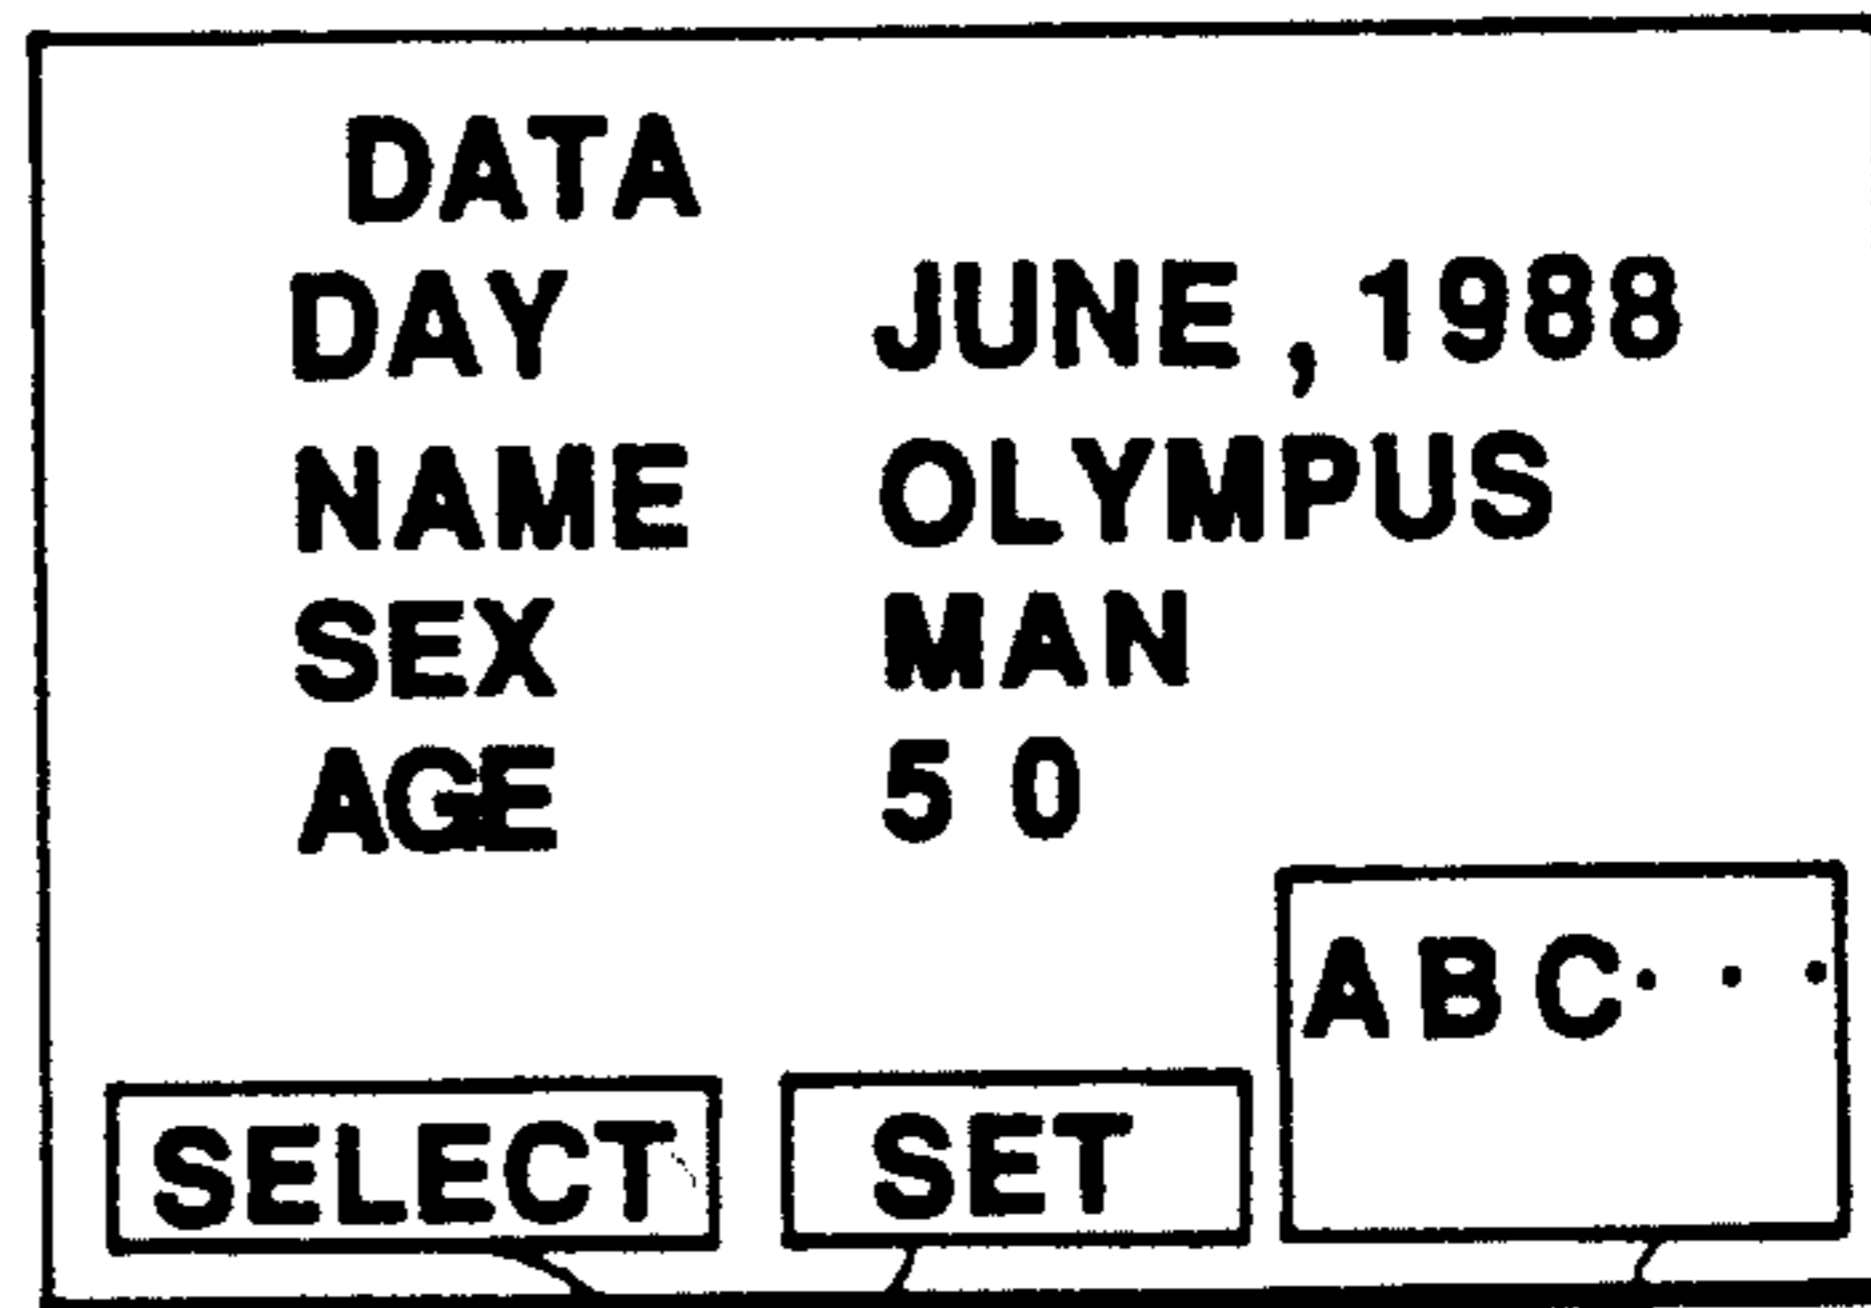 DATA
DAY JUNE, 1988
NAME OLYMPUS
SEX MAN
AGE 50
ABC···
SELECT SET